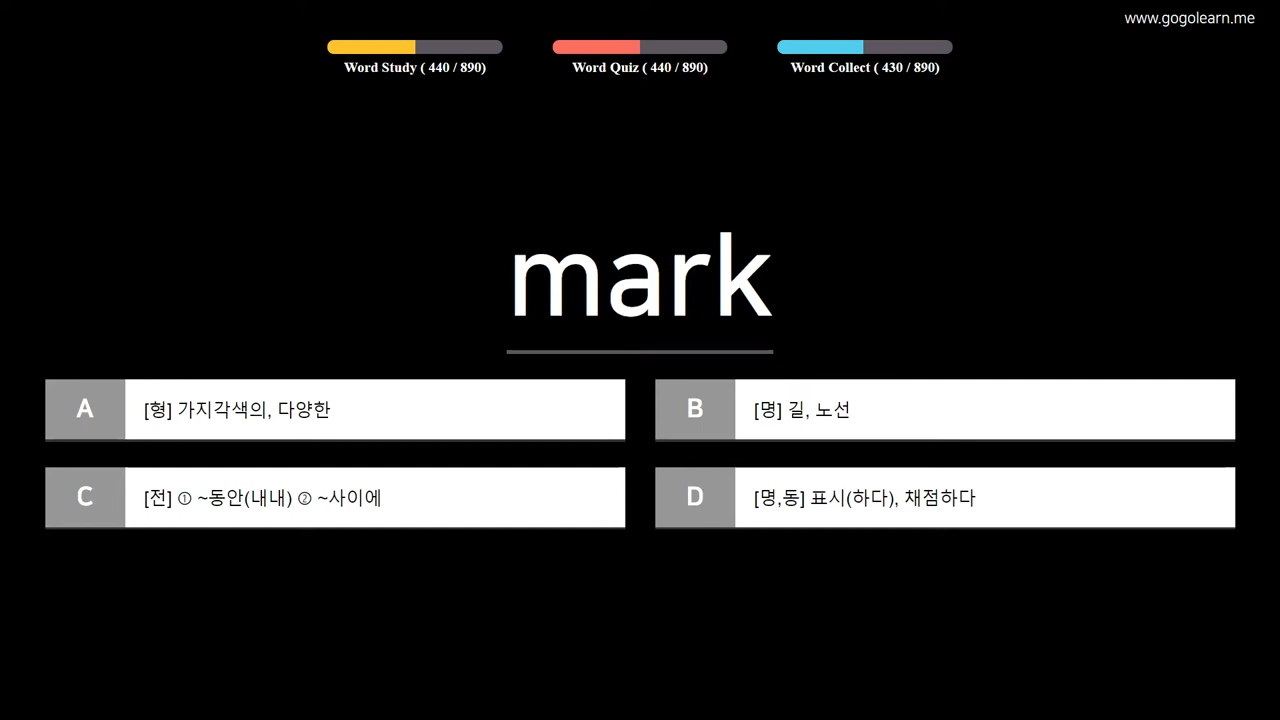 www.gogolearn.me
Word Study ( 440 / 890)
Word Quiz ( 440 / 890)
Word Collect ( 430 / 890)
mark
A [형] 가지각색의, 다양한
B [명] 길, 노선
C [전] ① ~동안(내내) ② ~사이에
D [명,동] 표시(하다), 채점하다